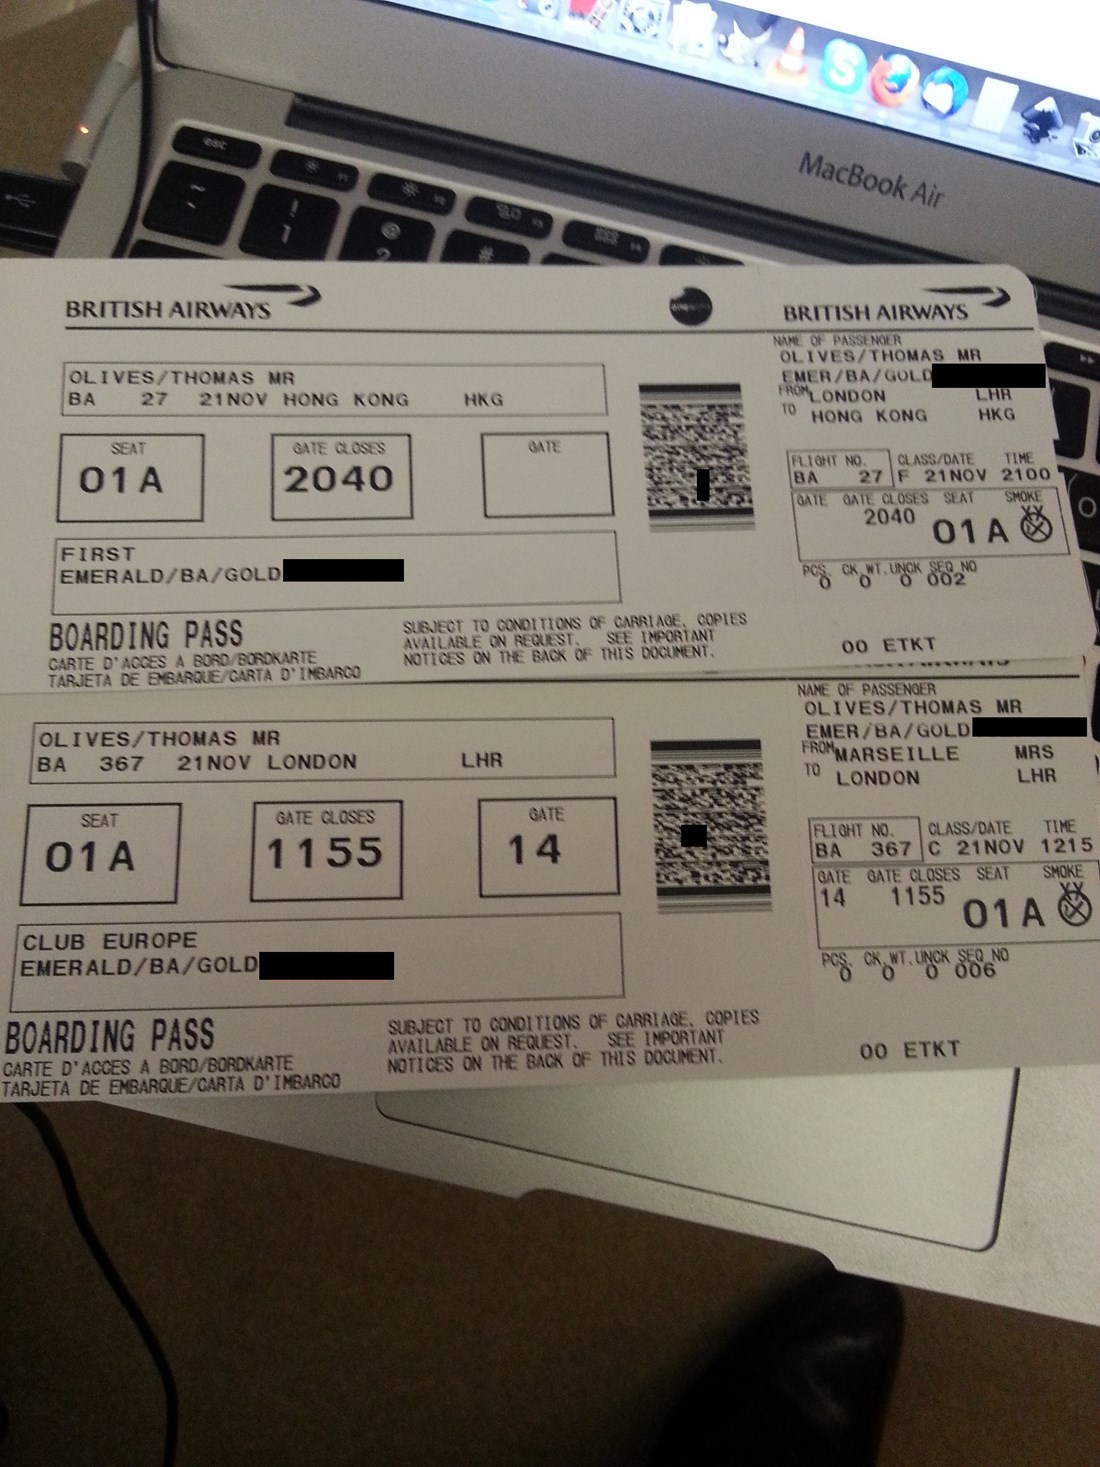 MacBook Air
esc
F1
F2
F3
F4
~
!
1
@
2
#
BRITISH AIRWAYS
OLIVES/THOMAS MR
BA 27 21NOV HONG KONG HKG
SEAT
01A
GATE CLOSES
2040
GATE
FIRST
EMERALD/BA/GOLD
BOARDING PASS
CARTE D'ACCES A BORD/BORDKARTE
TARJETA DE EMBARQUE/CARTA D'IMBARCO
SUBJECT TO CONDITIONS OF CARRIAGE, COPIES
AVAILABLE ON REQUEST. SEE IMPORTANT
NOTICES ON THE BACK OF THIS DOCUMENT.
BRITISH AIRWAYS
NAME OF PASSENGER
OLIVES/THOMAS MR
EMER/BA/GOLD
FROM LONDON LHR
TO HONG KONG HKG
FLIGHT NO. CLASS/DATE TIME
BA 27 F 21NOV 2100
GATE GATE CLOSES SEAT SMOKE
2040 01A XX
PCS. CK.WT. UNCK SEQ NO
0 0 0 002
00 ETKT
OLIVES/THOMAS MR
BA 367 21NOV LONDON LHR
SEAT
01A
GATE CLOSES
1155
GATE
14
CLUB EUROPE
EMERALD/BA/GOLD
BOARDING PASS
CARTE D'ACCES A BORD/BORDKARTE
TARJETA DE EMBARQUE/CARTA D'IMBARCO
SUBJECT TO CONDITIONS OF CARRIAGE, COPIES
AVAILABLE ON REQUEST. SEE IMPORTANT
NOTICES ON THE BACK OF THIS DOCUMENT.
NAME OF PASSENGER
OLIVES/THOMAS MR
EMER/BA/GOLD
FROM MARSEILLE MRS
TO LONDON LHR
FLIGHT NO. CLASS/DATE TIME
BA 367 C 21NOV 1215
GATE GATE CLOSES SEAT SMOKE
14 1155 01A XX
PCS. CK.WT. UNCK SEQ NO
0 0 0 006
00 ETKT